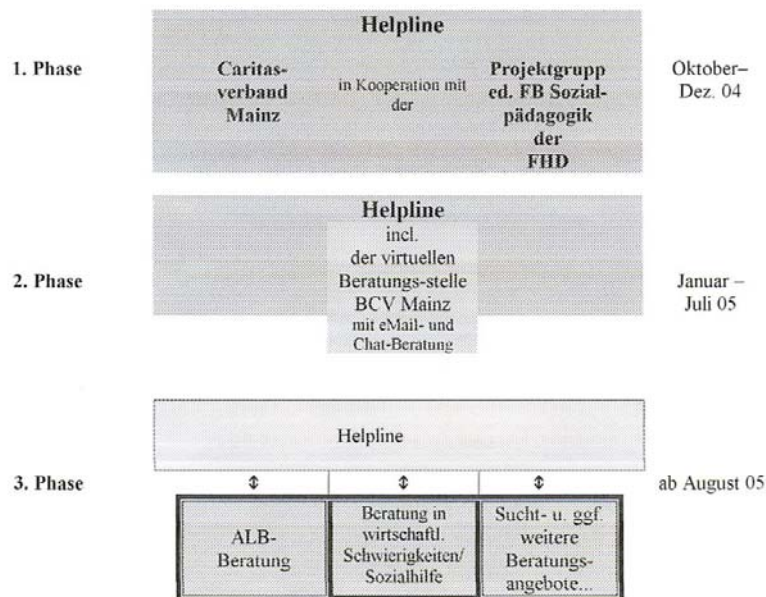 Helpline
1. Phase
Caritas-
verband
Mainz
in Kooperation mit
der
Projektgrupp
ed. FB Sozial-
pädagogik
der
FHD
Oktober–
Dez. 04
Helpline
incl.
der virtuellen
Beratungs-stelle
BCV Mainz
mit eMail- und
Chat-Beratung
2. Phase
Januar –
Juli 05
Helpline
3. Phase
ab August 05
ALB-
Beratung
Beratung in
wirtschaftl.
Schwierigkeiten/
Sozialhilfe
Sucht- u. ggf.
weitere
Beratungs-
angebote...